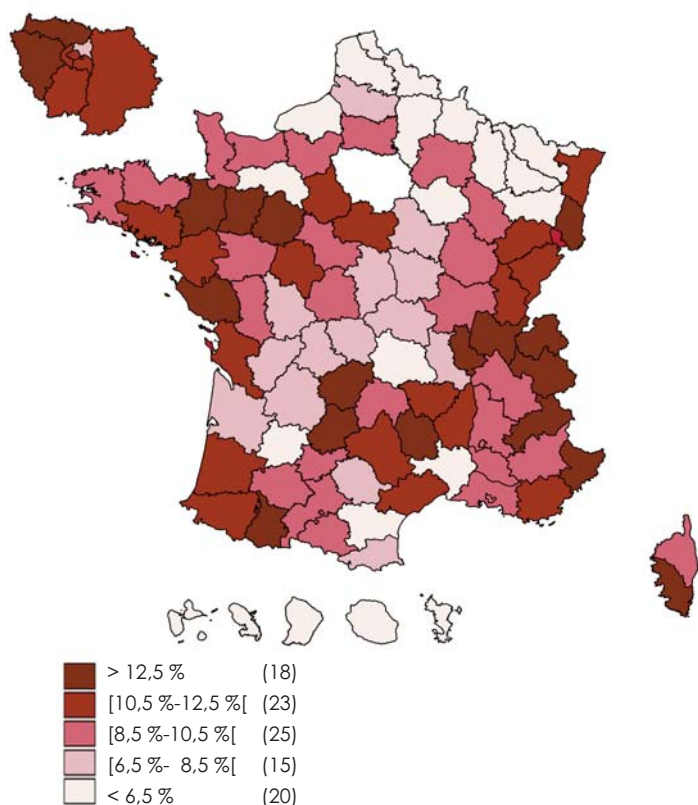 > 12,5 % (18)
[10,5 %-12,5 %[ (23)
[8,5 %-10,5 %[ (25)
[6,5 %- 8,5 %[ (15)
< 6,5 % (20)